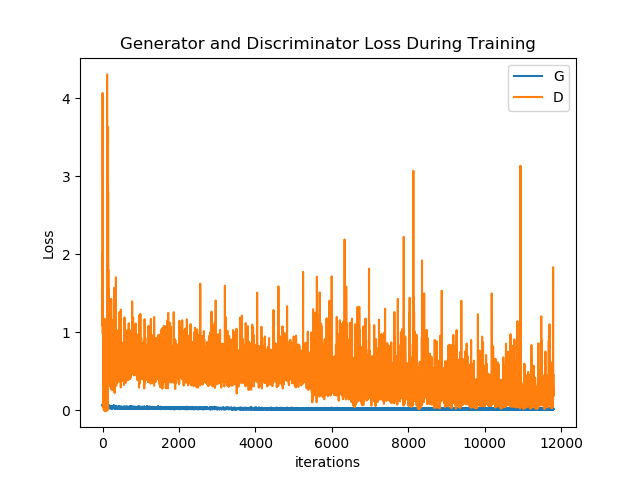 Generator and Discriminator Loss During Training
G
D
4
3
2
1
0
Loss
0 2000 4000 6000 8000 10000 12000
iterations